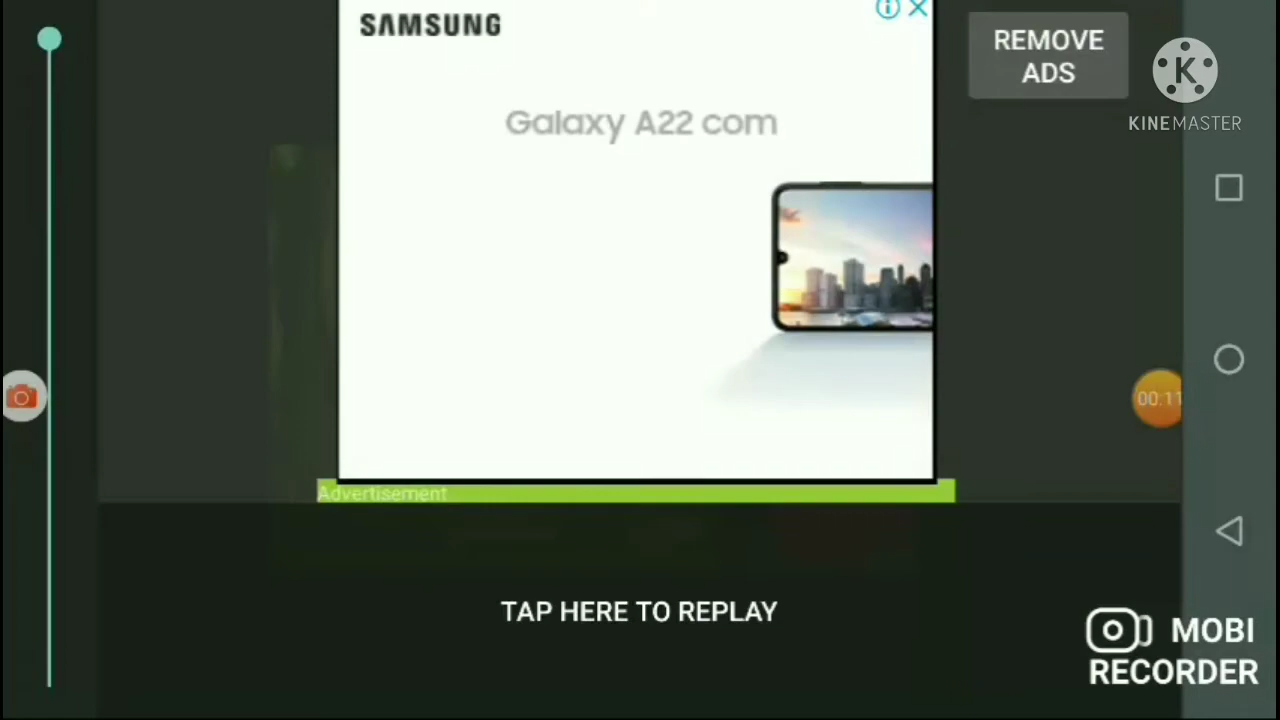 SAMSUNG
REMOVE
ADS
K
KINEMASTER
Galaxy A22 com
00:11
Advertisement
TAP HERE TO REPLAY
MOBI
RECORDER